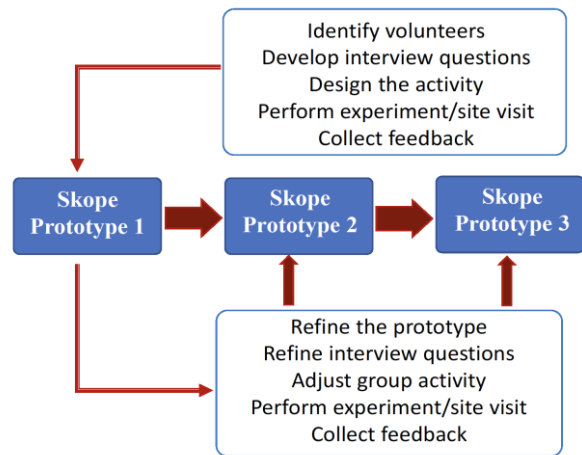 Identify volunteers
Develop interview questions
Design the activity
Perform experiment/site visit
Collect feedback
Skope
Prototype 1
Skope
Prototype 2
Skope
Prototype 3
Refine the prototype
Refine interview questions
Adjust group activity
Perform experiment/site visit
Collect feedback